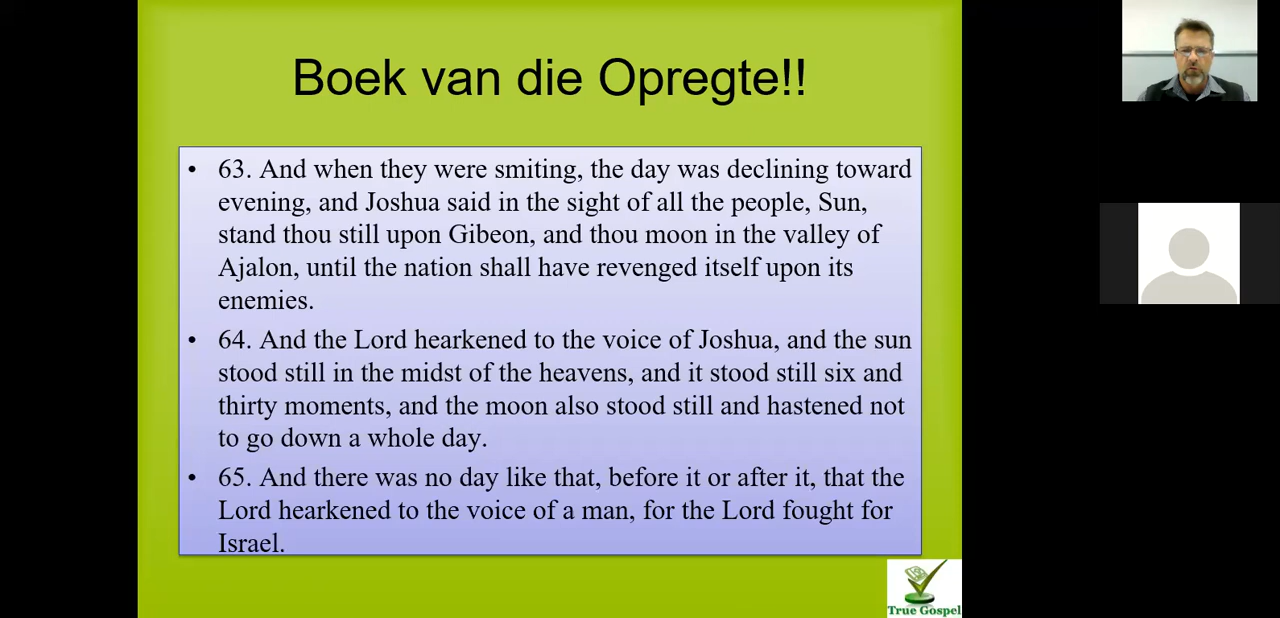 Boek van die Opregte!!
• 63. And when they were smiting, the day was declining toward
evening, and Joshua said in the sight of all the people, Sun,
stand thou still upon Gibeon, and thou moon in the valley of
Ajalon, until the nation shall have revenged itself upon its
enemies.
• 64. And the Lord hearkened to the voice of Joshua, and the sun
stood still in the midst of the heavens, and it stood still six and
thirty moments, and the moon also stood still and hastened not
to go down a whole day.
• 65. And there was no day like that, before it or after it, that the
Lord hearkened to the voice of a man, for the Lord fought for
Israel.
True Gospel